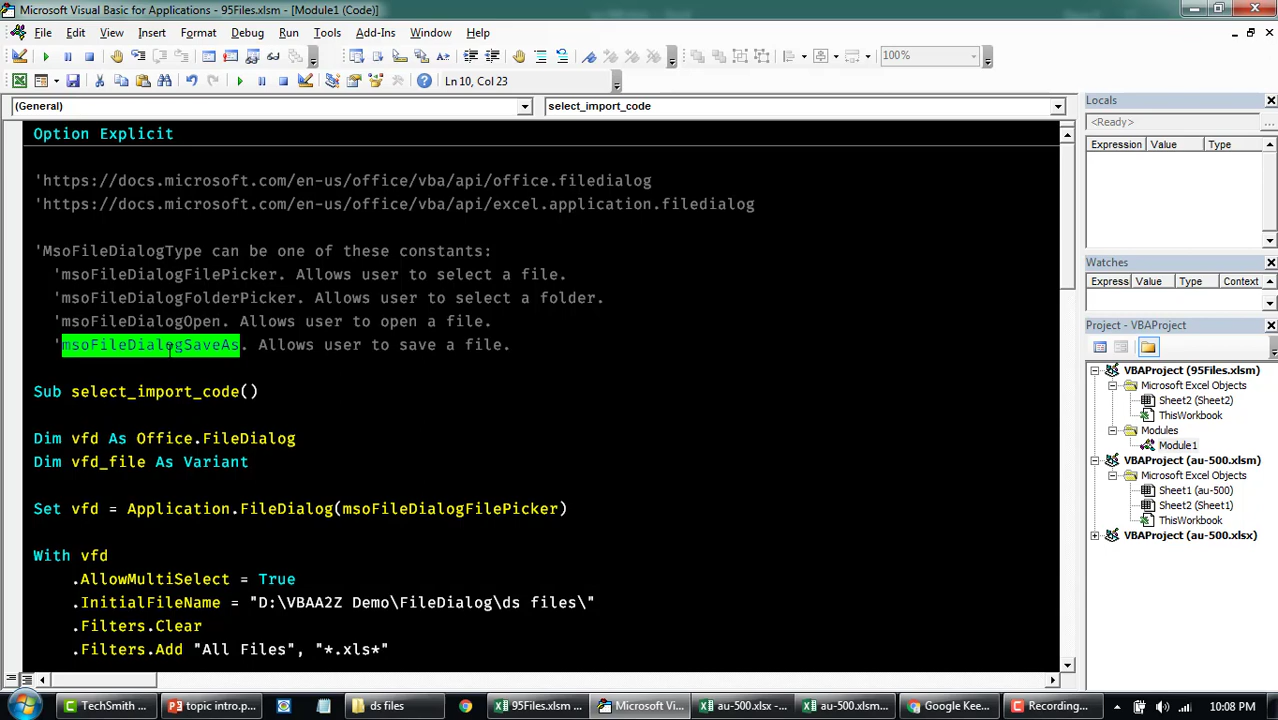 Microsoft Visual Basic for Applications - 95Files.xlsm - [Module1 (Code)]
File Edit View Insert Format Debug Run Tools Add-Ins Window Help
100%
Ln 10, Col 23
(General) select_import_code
Option Explicit
'https://docs.microsoft.com/en-us/office/vba/api/office.filedialog
'https://docs.microsoft.com/en-us/office/vba/api/excel.application.filedialog
'MsoFileDialogType can be one of these constants:
'msoFileDialogFilePicker. Allows user to select a file.
'msoFileDialogFolderPicker. Allows user to select a folder.
'msoFileDialogOpen. Allows user to open a file.
'msoFileDialogSaveAs. Allows user to save a file.
Sub select_import_code()
Dim vfd As Office.FileDialog
Dim vfd_file As Variant
Set vfd = Application.FileDialog(msoFileDialogFilePicker)
With vfd
.AllowMultiSelect = True
.InitialFileName = "D:\VBAA2Z Demo\FileDialog\ds files\"
.Filters.Clear
.Filters.Add "All Files", "*.xls*"
Locals
<Ready>
...
Expression Value Type
Watches
Express Value Type Context
Project - VBAProject
VBAProject (95Files.xlsm)
Microsoft Excel Objects
Sheet2 (Sheet2)
ThisWorkbook
Modules
Module1
VBAProject (au-500.xlsm)
Microsoft Excel Objects
Sheet1 (au-500)
Sheet2 (Sheet1)
ThisWorkbook
VBAProject (au-500.xlsx)
TechSmith ... topic intro.p... ds files 95Files.xlsm ... Microsoft Vi... au-500.xlsx -... au-500.xlsm... Google Kee... Recording... 10:08 PM